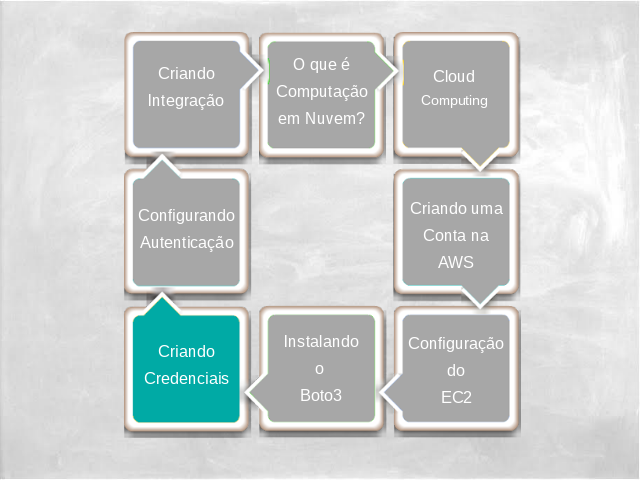 Criando
Integração
O que é
Computação
em Nuvem?
Cloud
Computing
Criando uma
Conta na
AWS
Configuração
do
EC2
Instalando
o
Boto3
Criando
Credenciais
Configurando
Autenticação